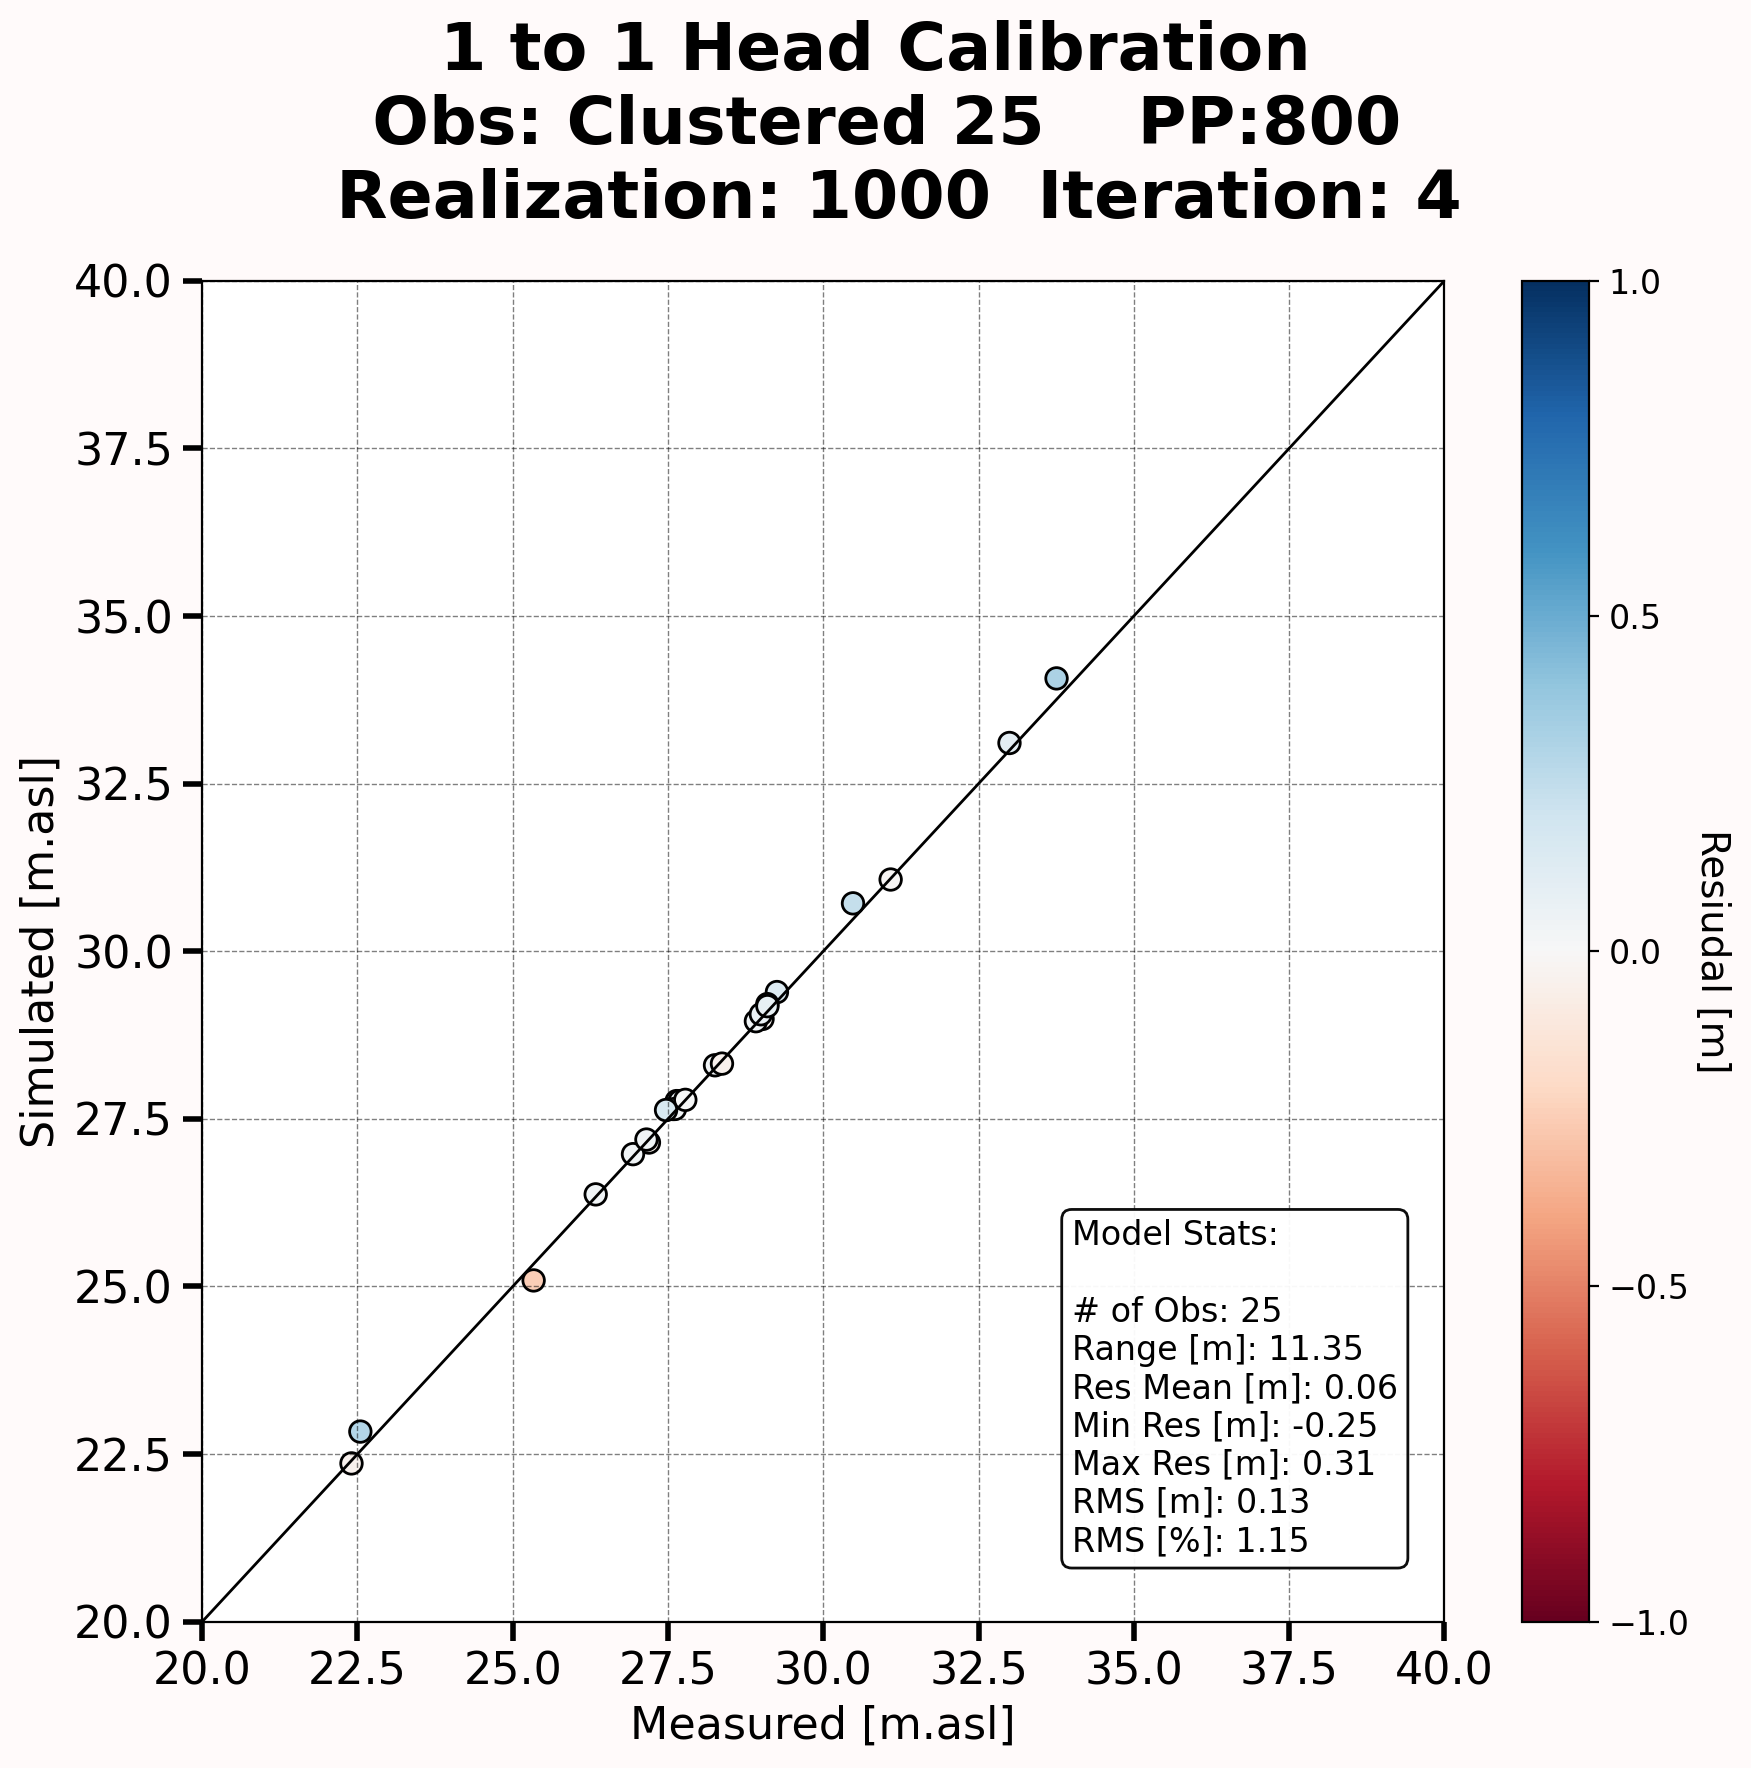 1 to 1 Head Calibration
Obs: Clustered 25    PP:800
Realization: 1000  Iteration: 4
40.0
37.5
35.0
32.5
30.0
27.5
25.0
22.5
20.0
Simulated [m.asl]
20.0 22.5 25.0 27.5 30.0 32.5 35.0 37.5 40.0
Measured [m.asl]
Model Stats:
# of Obs: 25
Range [m]: 11.35
Res Mean [m]: 0.06
Min Res [m]: -0.25
Max Res [m]: 0.31
RMS [m]: 0.13
RMS [%]: 1.15
1.0
0.5
0.0
−0.5
−1.0
Resiudal [m]